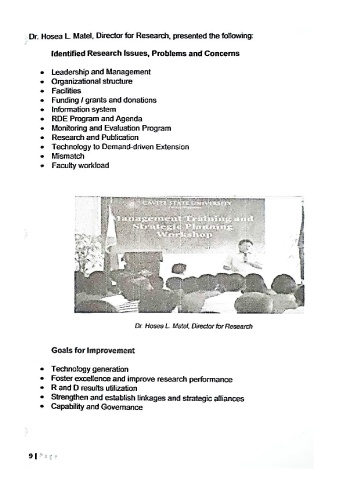 Dr. Hosea L. Matel, Director for Research, presented the following:
Identified Research Issues, Problems and Concerns
• Leadership and Management
• Organizational structure
• Facilities
• Funding / grants and donations
• Information system
• RDE Program and Agenda
• Monitoring and Evaluation Program
• Research and Publication
• Technology to Demand-driven Extension
• Mismatch
• Faculty workload
CAVITE STATE UNIVERSITY
Management Training and
Strategic Planning
Workshop
Dr. Hosea L. Matel, Director for Research
Goals for Improvement
• Technology generation
• Foster excellence and improve research performance
• R and D results utilization
• Strengthen and establish linkages and strategic alliances
• Capability and Governance
9 | Page